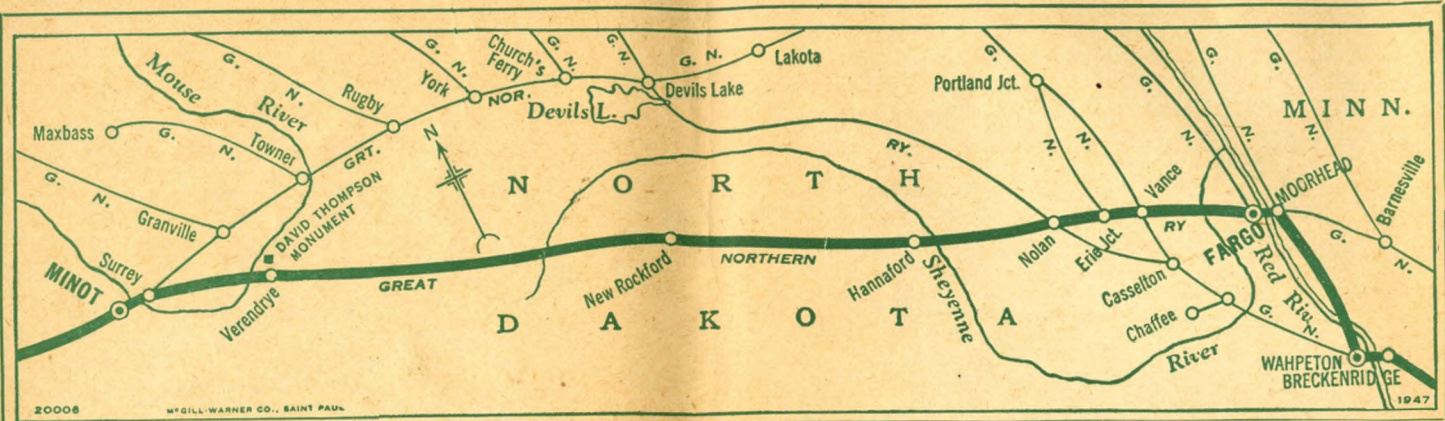 Mouse
River
G. N.
Rugby
G. N.
York
Church's
Ferry
G. N.
G. N.
G. N.
Lakota
Devils Lake
Devils L.
NOR.
GRT.
Maxbass
G. N.
Towner
G. N.
Granville
DAVID THOMPSON
MONUMENT
N
MINOT
Surrey
Verendrye
GREAT
NORTH
DAKOTA
New Rockford
NORTHERN
Hannaford
Sheyenne
River
RY.
Portland Jct.
G.
N.
N.
G.
N.
G.
N.
G.
N.
MINN.
Nolan
Erie Jct.
Vance
RY
FARGO
MOORHEAD
Barnesville
G. N.
Red Riv.
Casselton
Chaffee
G. N.
WAHPETON
BRECKENRIDGE
20006
McGILL-WARNER CO., SAINT PAUL
1947